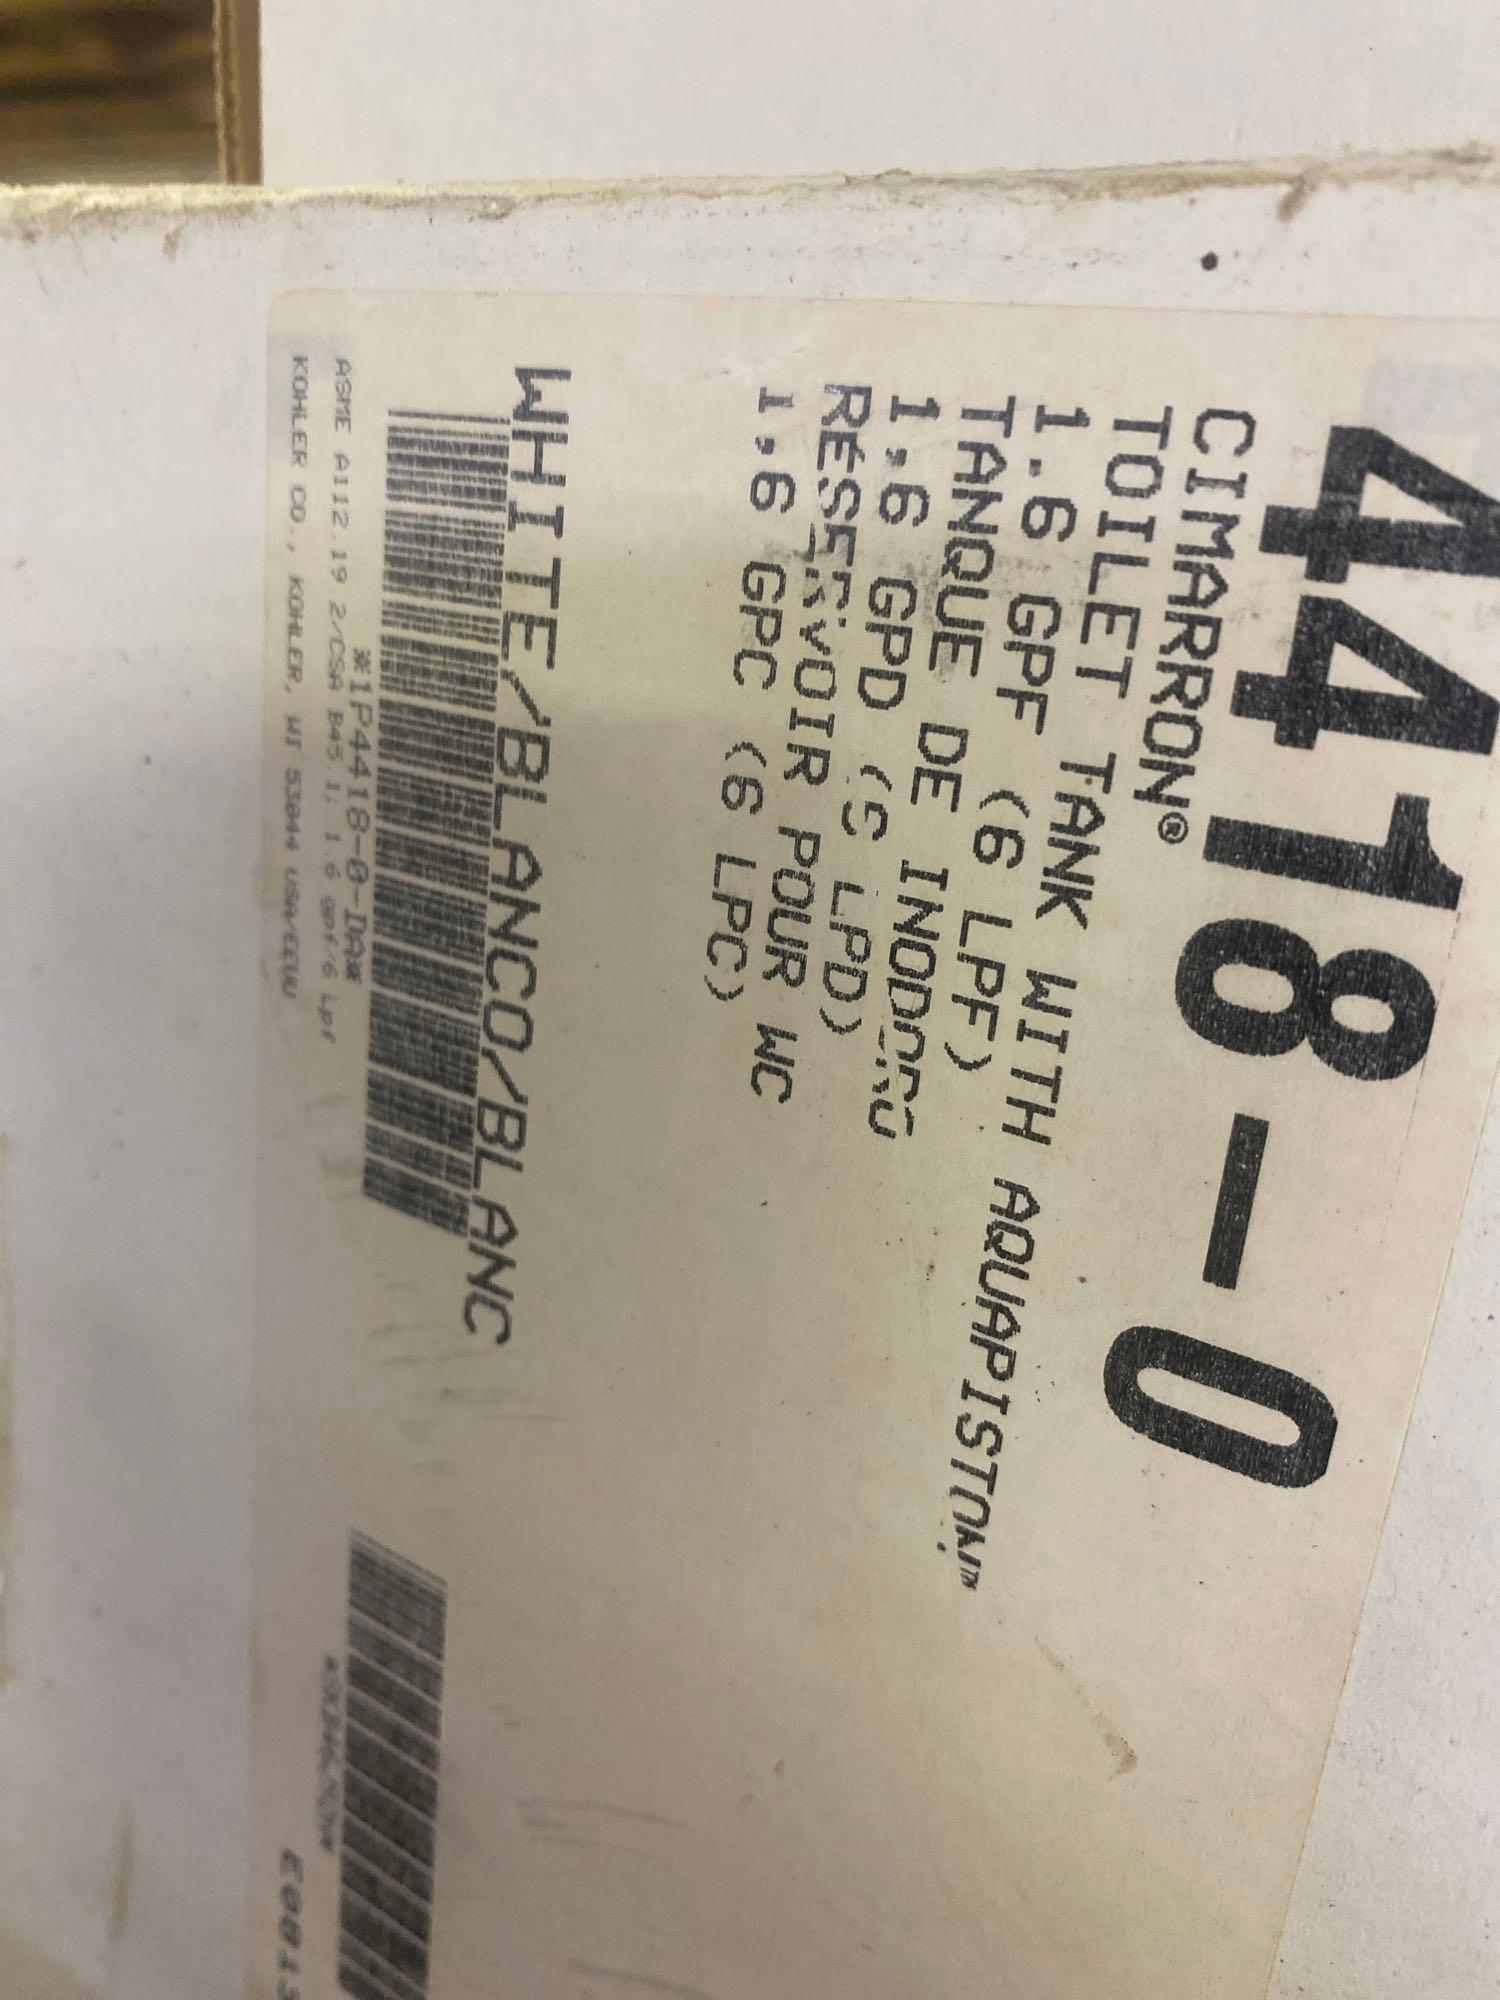 4418-0
CIMARRON®
TOILET TANK WITH AQUAPISTON™
1.6 GPF (6 LPF)
TANQUE DE INODORO
1,6 GPD (S LPD)
RESERVOIR POUR WC
1,6 GPC (6 LPC)
WHITE/BLANCO/BLANC
*1P4418-0-DA*
ASME A112.19 2/CSA B45.1: 1.6 gpf/6 Lpf
KOHLER CO., KOHLER, WI 53044 USA/EEUU